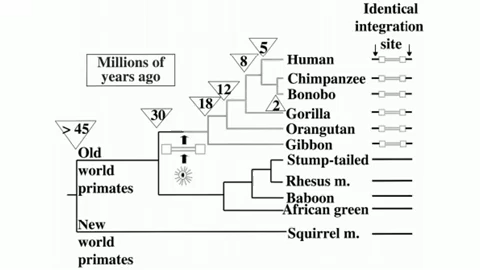 Identical
integration
site
Millions of
years ago
5
8
12
18
30
> 45
2
Human
Chimpanzee
Bonobo
Gorilla
Orangutan
Gibbon
Stump-tailed
Rhesus m.
Baboon
African green
Squirrel m.
Old
world
primates
New
world
primates